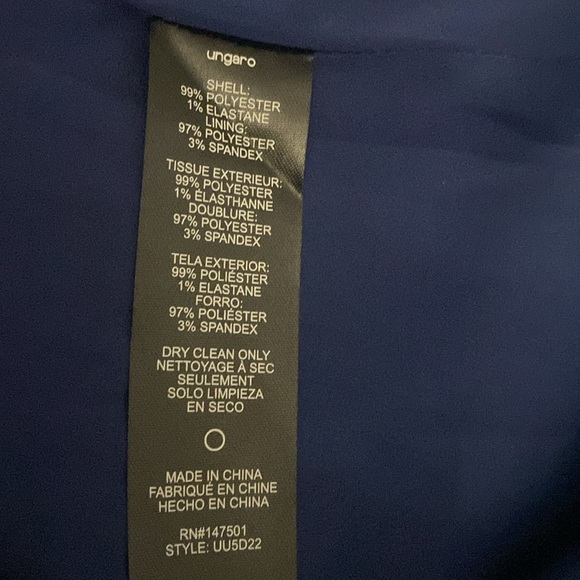 ungaro
SHELL:
99% POLYESTER
1% ELASTANE
LINING:
97% POLYESTER
3% SPANDEX
TISSUE EXTERIEUR:
99% POLYESTER
1% ÉLASTHANNE
DOUBLURE:
97% POLYESTER
3% SPANDEX
TELA EXTERIOR:
99% POLIÉSTER
1% ELASTANE
FORRO:
97% POLIÉSTER
3% SPANDEX
DRY CLEAN ONLY
NETTOYAGE À SEC
SEULEMENT
SOLO LIMPIEZA
EN SECO
MADE IN CHINA
FABRIQUÉ EN CHINE
HECHO EN CHINA
RN#147501
STYLE: UU5D22